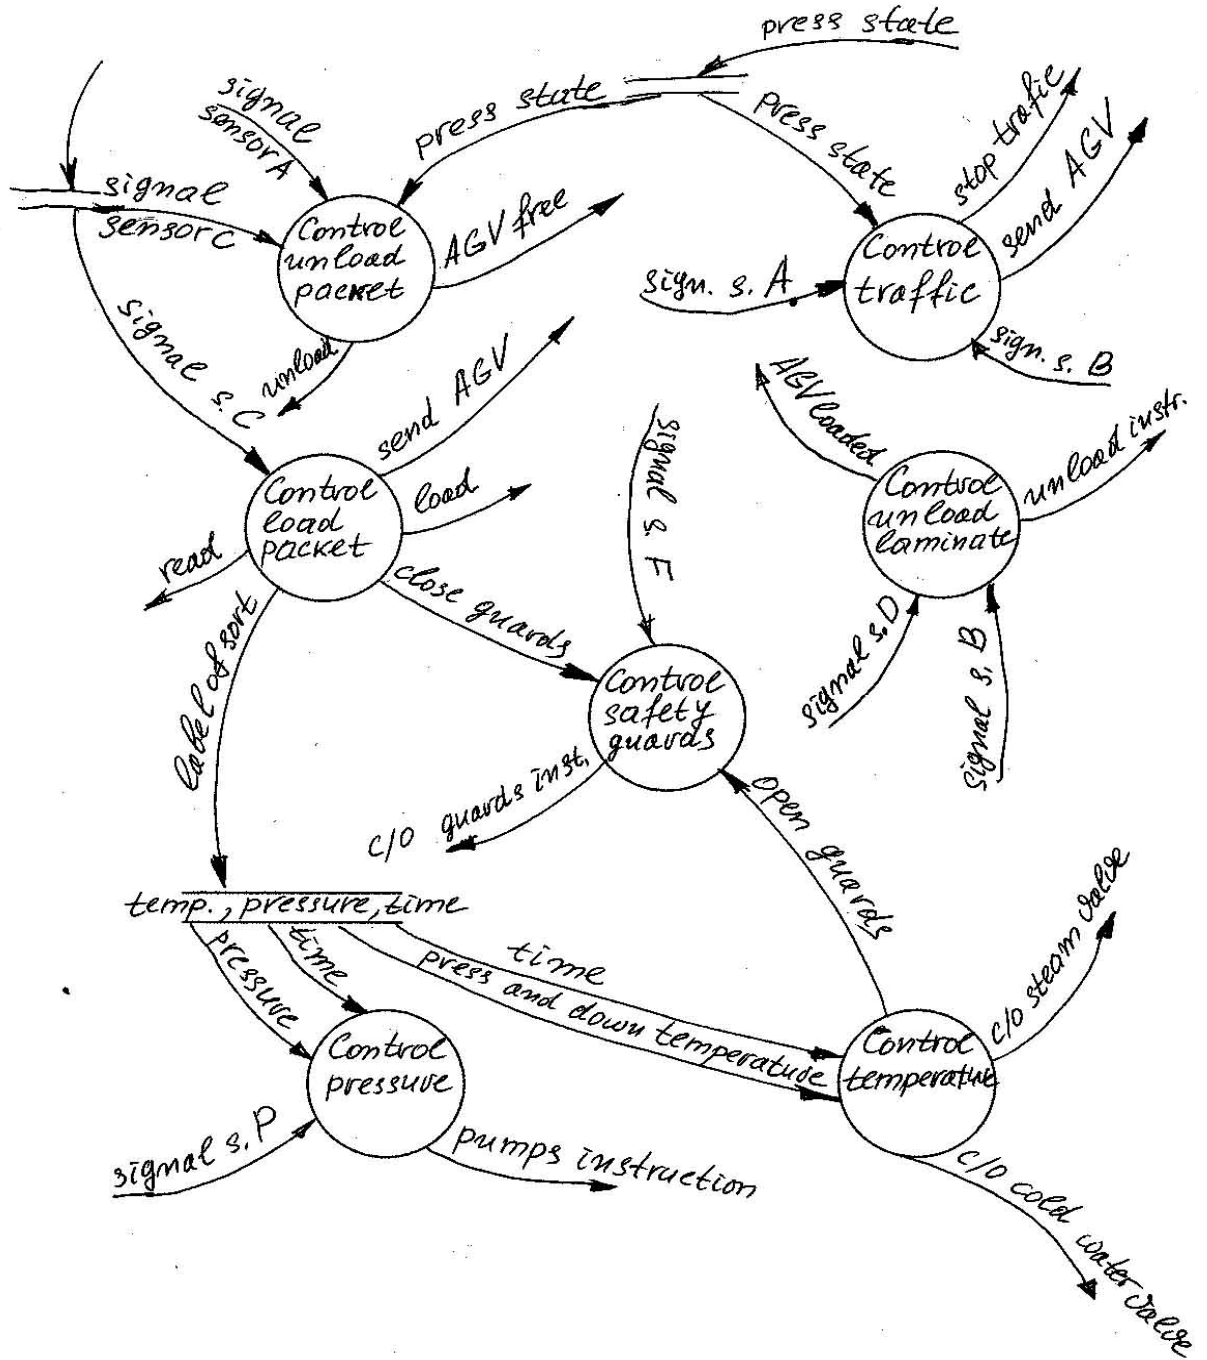 press state
signal
sensor A
press state
press state
stop trafic
send AGV
signal
sensor C
Control
unload
packet
AGV free
Control
traffic
sign. s. A.
sign. s. B
signal s. C
unload
send AGV
AGV loaded
unload instr.
Control
unload
laminate
signal s. F
Control
load
packet
load
read
close guards
signal s. D
signal s. B
label of sort
Control
safety
guards
c/o guards inst.
open guards
temp., pressure, time
pressure
time
time
press and down temperature
c/o steam valve
Control
pressure
Control
temperature
signal s. P
pumps instruction
c/o cold water valve